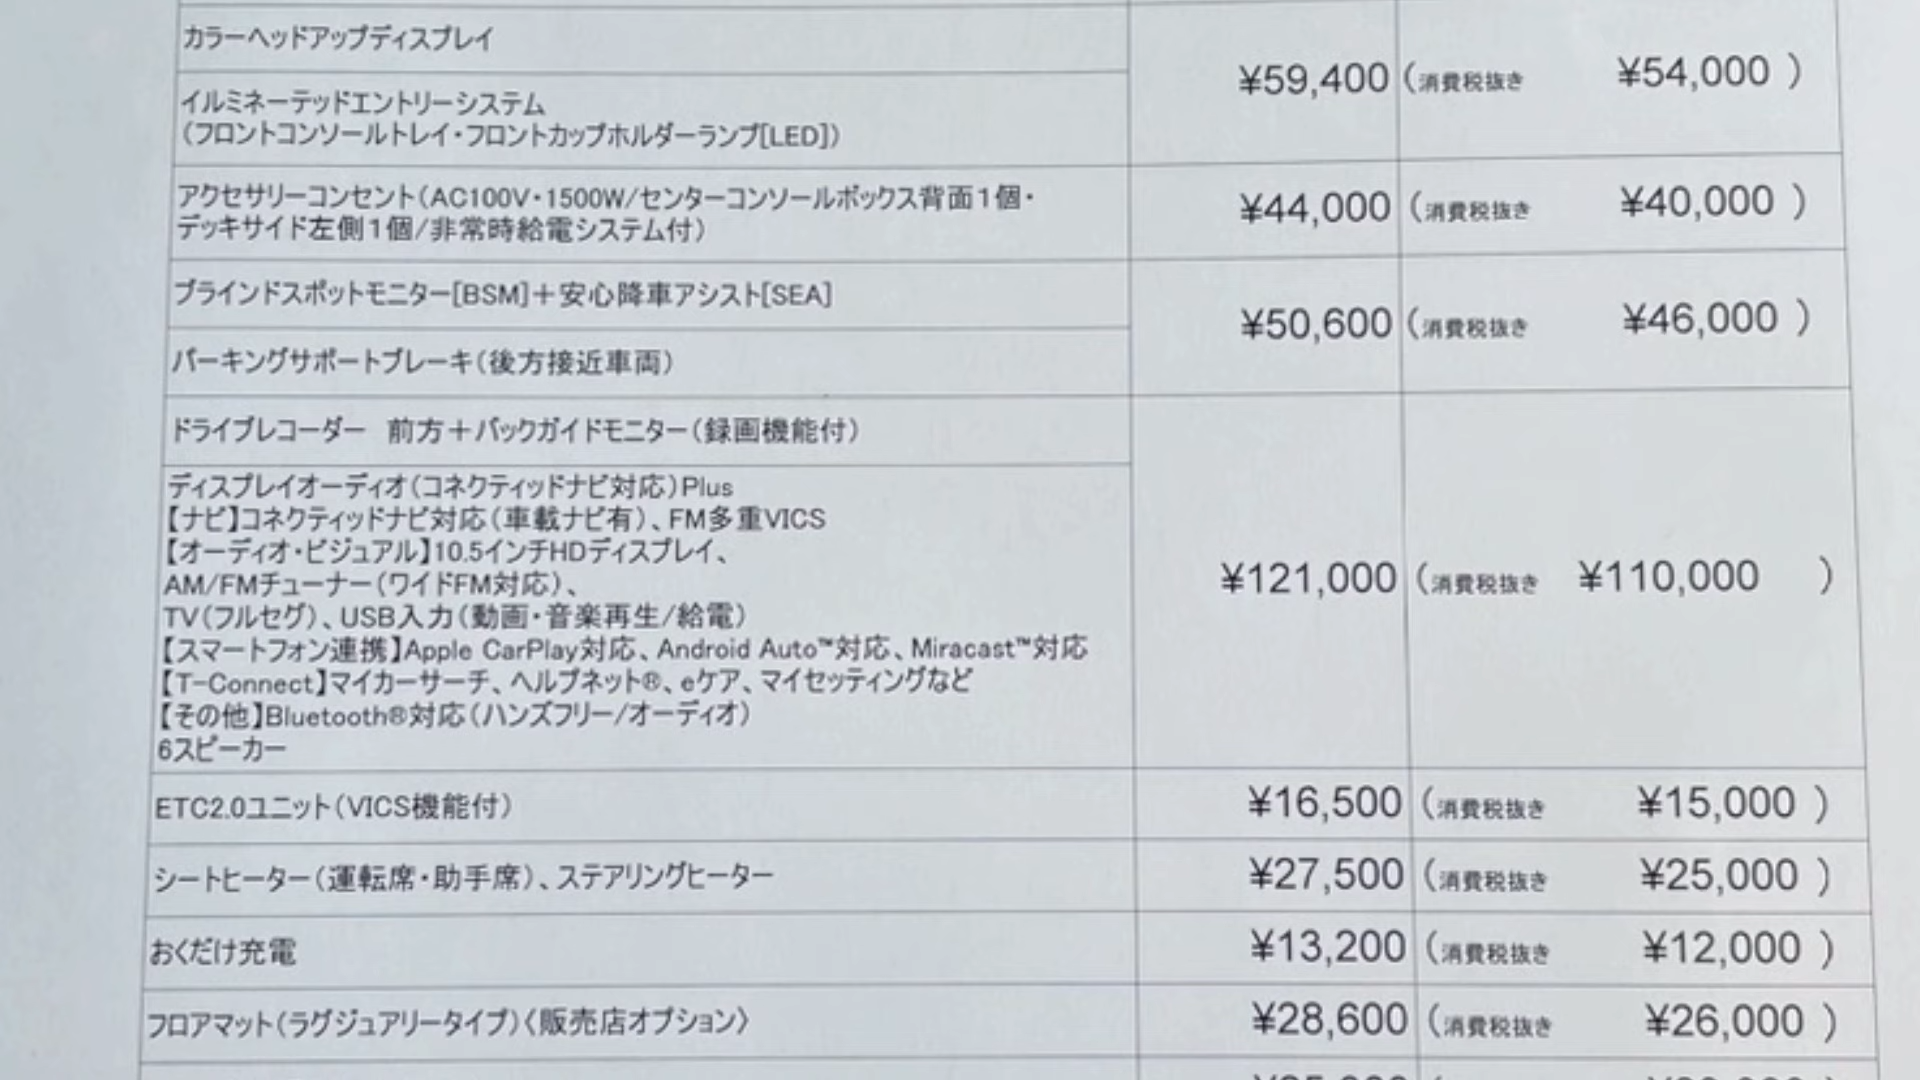 カラーヘッドアップディスプレイ
¥59,400 (消費税抜き ¥54,000 )
イルミネーテッドエントリーシステム
(フロントコンソールトレイ・フロントカップホルダーランプ[LED])
アクセサリーコンセント(AC100V・1500W/センターコンソールボックス背面1個・
デッキサイド左側1個/非常時給電システム付)
¥44,000 (消費税抜き ¥40,000 )
ブラインドスポットモニター[BSM]+安心降車アシスト[SEA]
¥50,600 (消費税抜き ¥46,000 )
パーキングサポートブレーキ(後方接近車両)
ドライブレコーダー 前方+バックガイドモニター(録画機能付)
ディスプレイオーディオ(コネクティッドナビ対応)Plus
【ナビ】コネクティッドナビ対応(車載ナビ有)、FM多重VICS
【オーディオ・ビジュアル】10.5インチHDディスプレイ、
AM/FMチューナー(ワイドFM対応)、
¥121,000 (消費税抜き ¥110,000 )
TV(フルセグ)、USB入力(動画・音楽再生/給電)
【スマートフォン連携】Apple CarPlay対応、Android Auto™対応、Miracast™対応
【T-Connect】マイカーサーチ、ヘルプネット®、eケア、マイセッティングなど
【その他】Bluetooth®対応(ハンズフリー/オーディオ)
6スピーカー
ETC2.0ユニット(VICS機能付)
¥16,500 (消費税抜き ¥15,000 )
シートヒーター(運転席・助手席)、ステアリングヒーター
¥27,500 (消費税抜き ¥25,000 )
おくだけ充電
¥13,200 (消費税抜き ¥12,000 )
フロアマット(ラグジュアリータイプ)〈販売店オプション〉
¥28,600 (消費税抜き ¥26,000 )